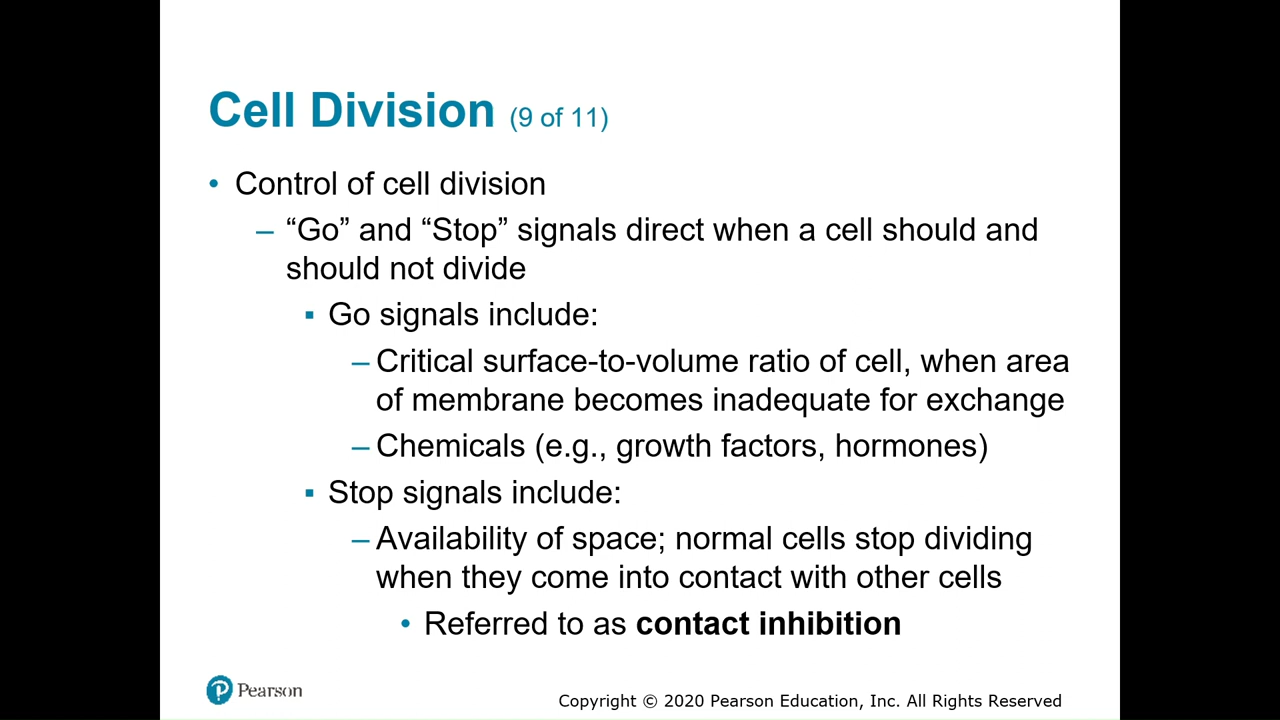 Cell Division (9 of 11)
• Control of cell division
– “Go” and “Stop” signals direct when a cell should and
should not divide
▪ Go signals include:
– Critical surface-to-volume ratio of cell, when area
of membrane becomes inadequate for exchange
– Chemicals (e.g., growth factors, hormones)
▪ Stop signals include:
– Availability of space; normal cells stop dividing
when they come into contact with other cells
• Referred to as contact inhibition
P Pearson
Copyright © 2020 Pearson Education, Inc. All Rights Reserved